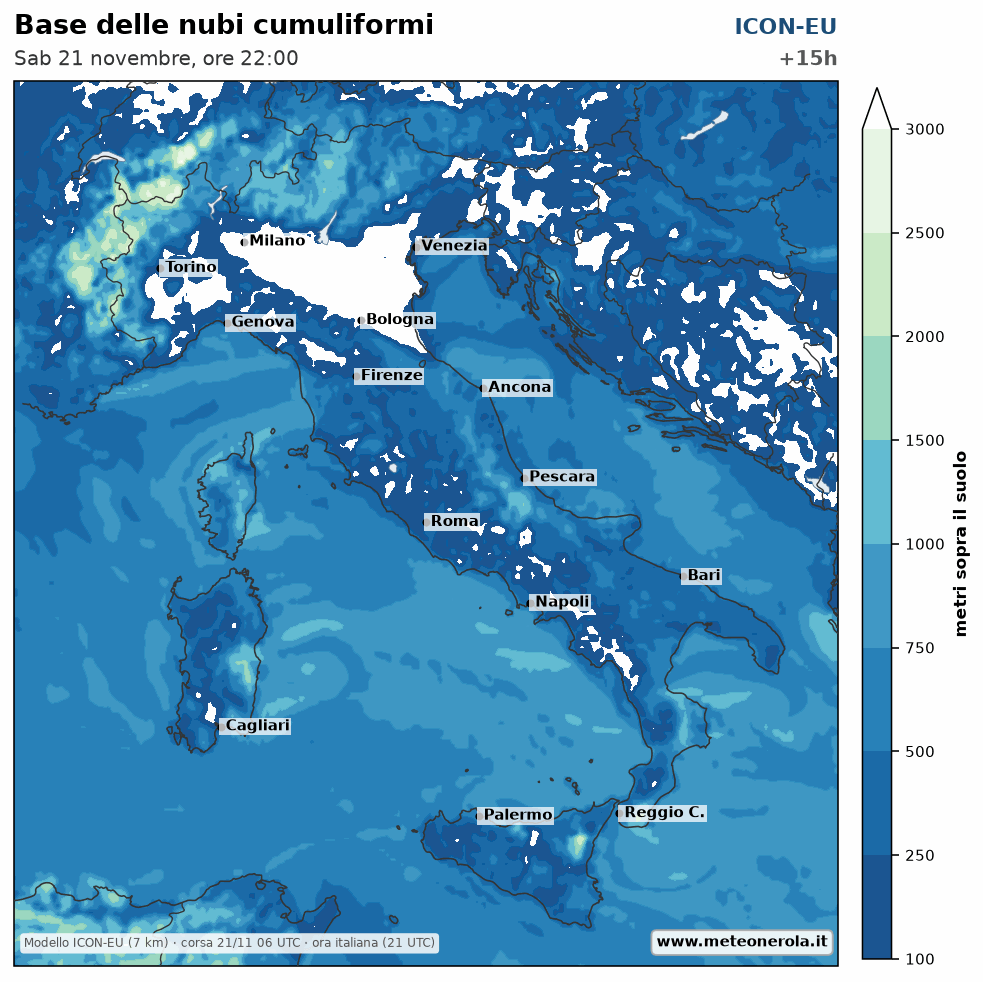 Base delle nubi cumuliformi
ICON-EU
Sab 21 novembre, ore 22:00
+15h
3000
2500
2000
1500
1000
750
500
250
100
metri sopra il suolo
Milano
Venezia
Torino
Genova
Bologna
Firenze
Ancona
Pescara
Roma
Bari
Napoli
Cagliari
Palermo
Reggio C.
Modello ICON-EU (7 km) · corsa 21/11 06 UTC · ora italiana (21 UTC)
www.meteonerola.it